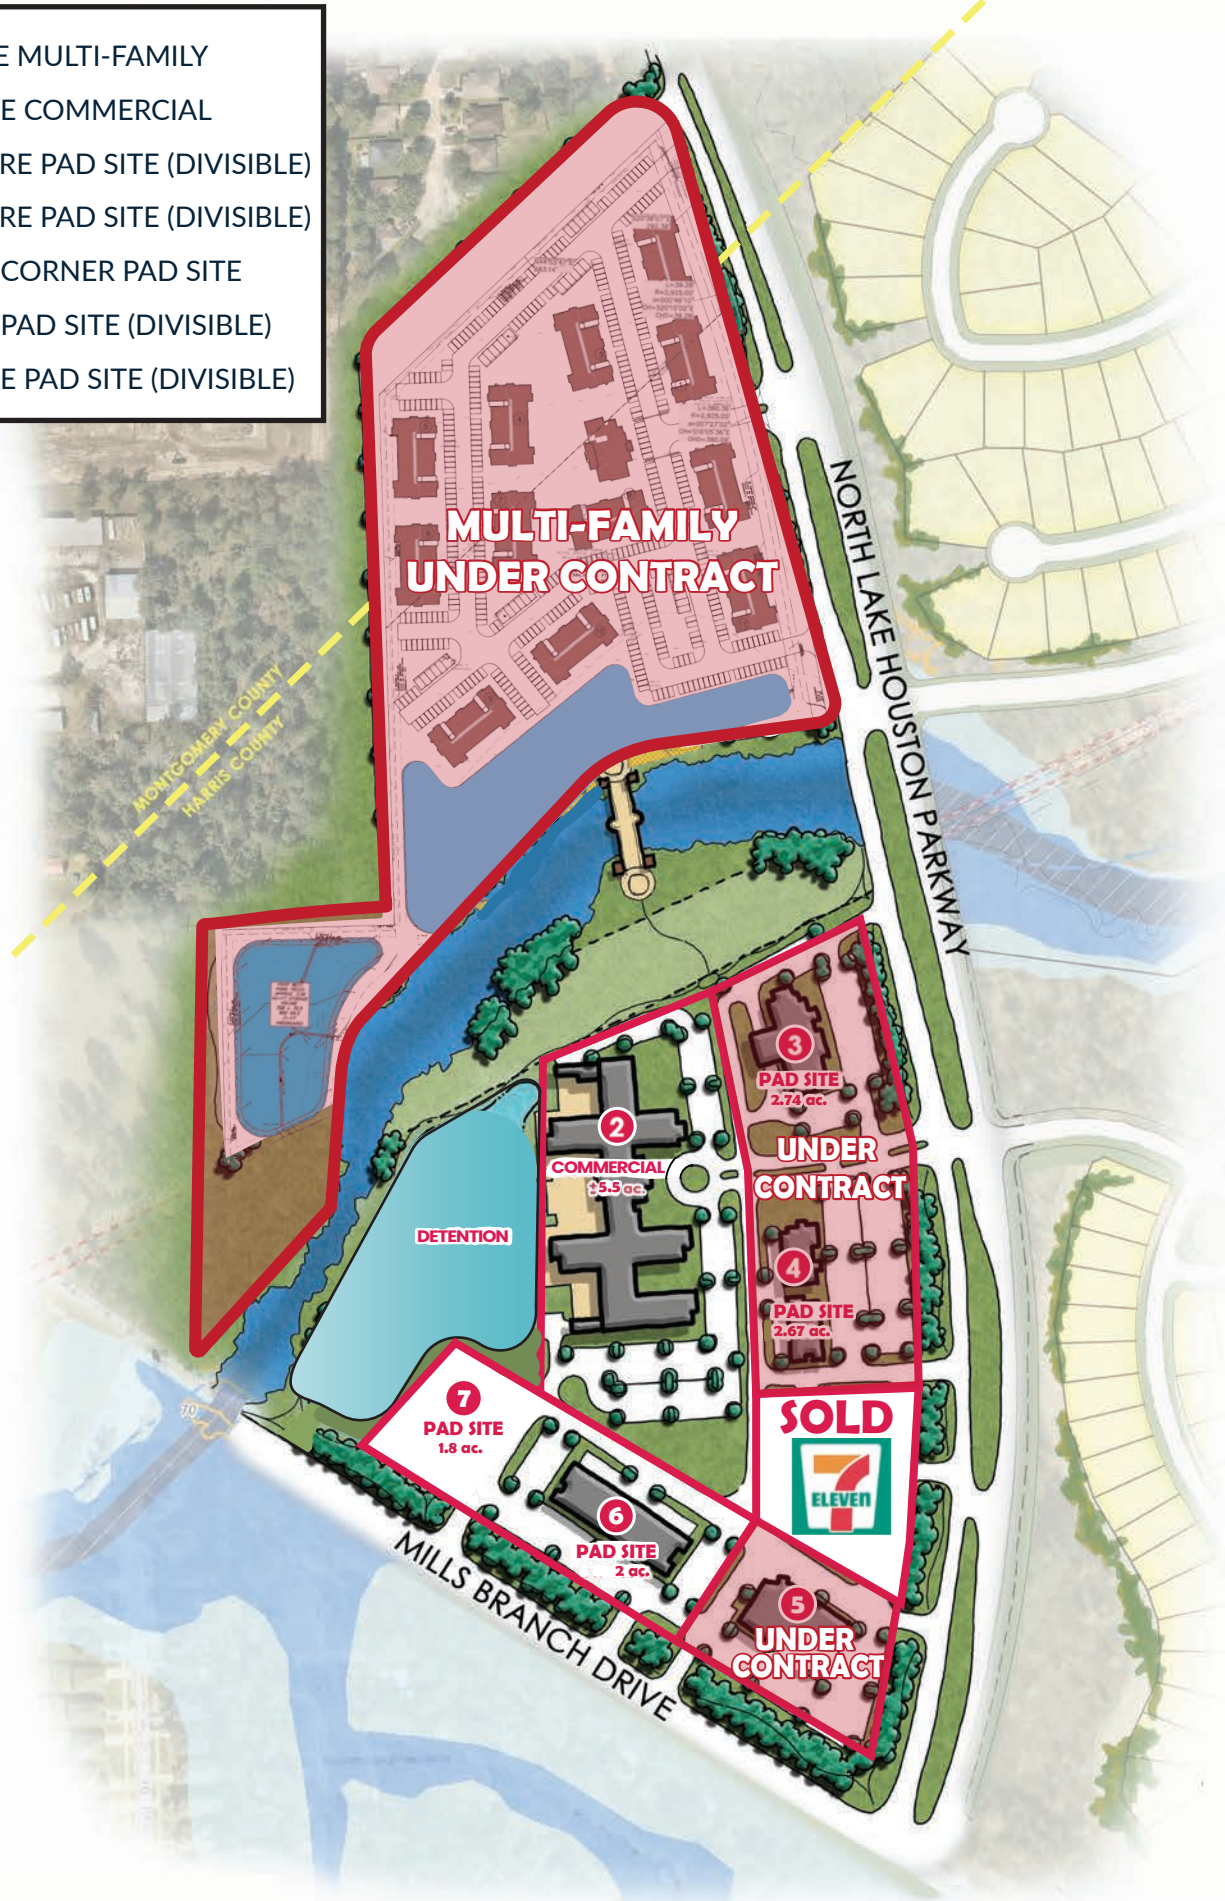 E MULTI-FAMILY
E COMMERCIAL
RE PAD SITE (DIVISIBLE)
RE PAD SITE (DIVISIBLE)
CORNER PAD SITE
PAD SITE (DIVISIBLE)
E PAD SITE (DIVISIBLE)
MULTI-FAMILY
UNDER CONTRACT
NORTH LAKE HOUSTON PARKWAY
MONTGOMERY COUNTY
HARRIS COUNTY
3
PAD SITE
2.74 ac.
UNDER
CONTRACT
2
COMMERCIAL
±5.5 ac.
DETENTION
4
PAD SITE
2.67 ac.
7
PAD SITE
1.8 ac.
SOLD
7
ELEVEN
6
PAD SITE
2 ac.
5
UNDER
CONTRACT
MILLS BRANCH DRIVE
70